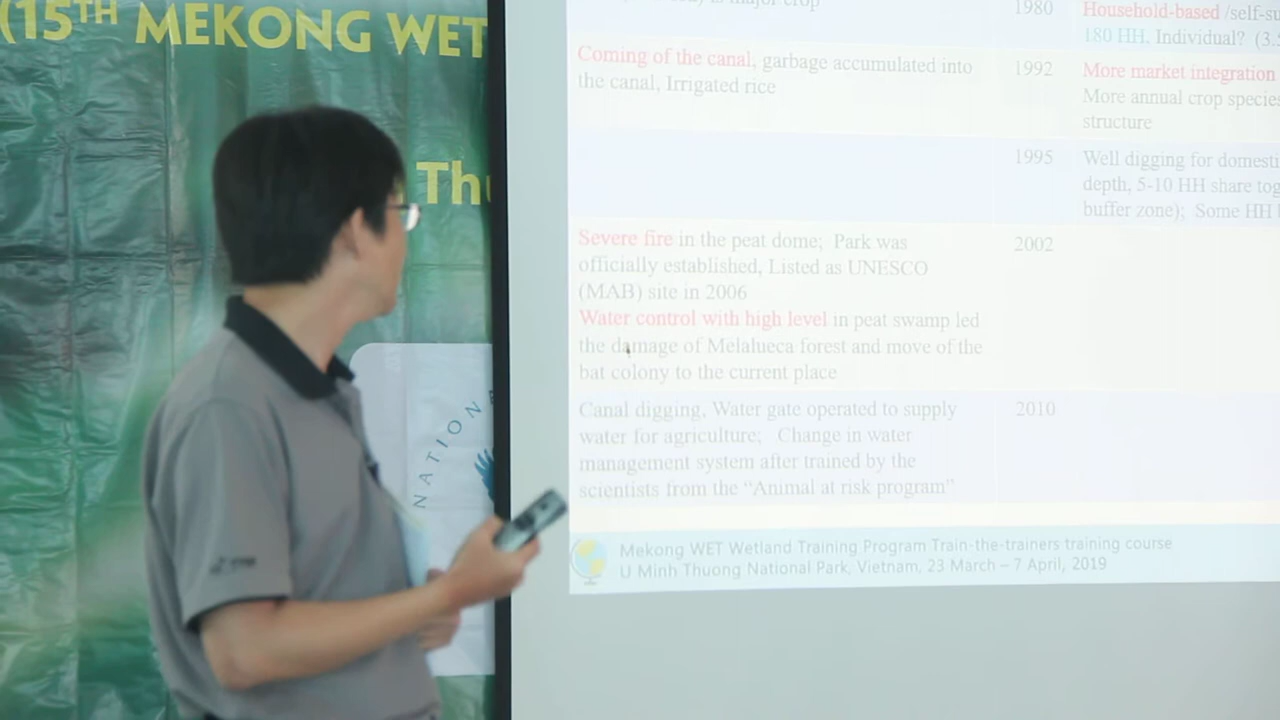 (15TH MEKONG WET
Thu
NATION
is major crop
Coming of the canal, garbage accumulated into
the canal, Irrigated rice
Severe fire in the peat dome; Park was
officially established, Listed as UNESCO
(MAB) site in 2006
Water control with high level in peat swamp led
the damage of Melalueca forest and move of the
bat colony to the current place
Canal digging, Water gate operated to supply
water for agriculture; Change in water
management system after trained by the
scientists from the “Animal at risk program”
1980
1992
1995
2002
2010
Household-based /self-su
180 HH. Individual? (3.5
More market integration
More annual crop species
structure
Well digging for domesti
depth, 5-10 HH share tog
buffer zone); Some HH
Mekong WET Wetland Training Program Train-the-trainers training course
U Minh Thuong National Park, Vietnam, 23 March – 7 April, 2019